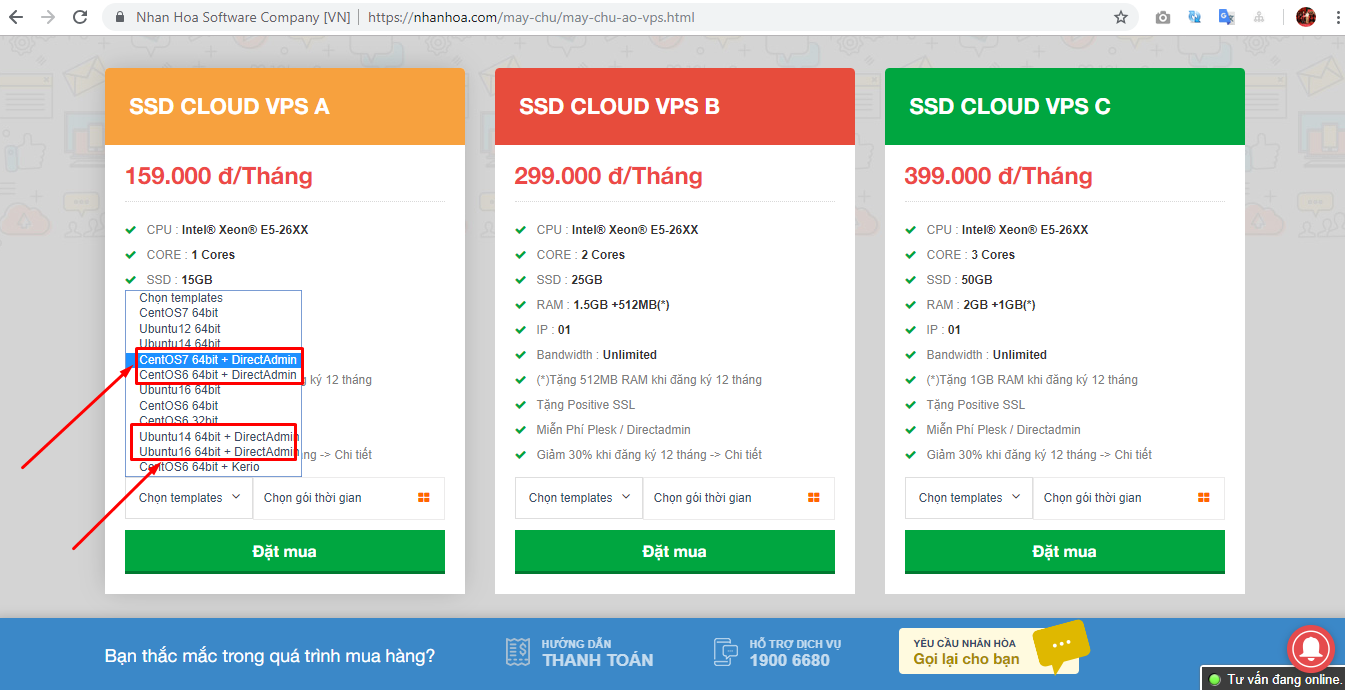 Nhan Hoa Software Company [VN]
https://nhanhoa.com/may-chu/may-chu-ao-vps.html
SSD CLOUD VPS A
159.000 đ/Tháng
CPU : Intel® Xeon® E5-26XX
CORE : 1 Cores
SSD : 15GB
Chọn templates
CentOS7 64bit
Ubuntu12 64bit
Ubuntu14 64bit
CentOS7 64bit + DirectAdmin
CentOS6 64bit + DirectAdmin
ký 12 tháng
Ubuntu16 64bit
CentOS6 64bit
CentOS6 32bit
Ubuntu14 64bit + DirectAdmin
Ubuntu16 64bit + DirectAdmin
ng -> Chi tiết
CentOS6 64bit + Kerio
Chọn templates
Chọn gói thời gian
Đặt mua
SSD CLOUD VPS B
299.000 đ/Tháng
CPU : Intel® Xeon® E5-26XX
CORE : 2 Cores
SSD : 25GB
RAM : 1.5GB +512MB(*)
IP : 01
Bandwidth : Unlimited
(*)Tặng 512MB RAM khi đăng ký 12 tháng
Tặng Positive SSL
Miễn Phí Plesk / Directadmin
Giảm 30% khi đăng ký 12 tháng -> Chi tiết
Chọn templates
Chọn gói thời gian
Đặt mua
SSD CLOUD VPS C
399.000 đ/Tháng
CPU : Intel® Xeon® E5-26XX
CORE : 3 Cores
SSD : 50GB
RAM : 2GB +1GB(*)
IP : 01
Bandwidth : Unlimited
(*)Tặng 1GB RAM khi đăng ký 12 tháng
Tặng Positive SSL
Miễn Phí Plesk / Directadmin
Giảm 30% khi đăng ký 12 tháng -> Chi tiết
Chọn templates
Chọn gói thời gian
Đặt mua
Bạn thắc mắc trong quá trình mua hàng?
HƯỚNG DẪN
THANH TOÁN
HỖ TRỢ DỊCH VỤ
1900 6680
YÊU CẦU NHÂN HÒA
Gọi lại cho bạn
Tư vấn đang online.